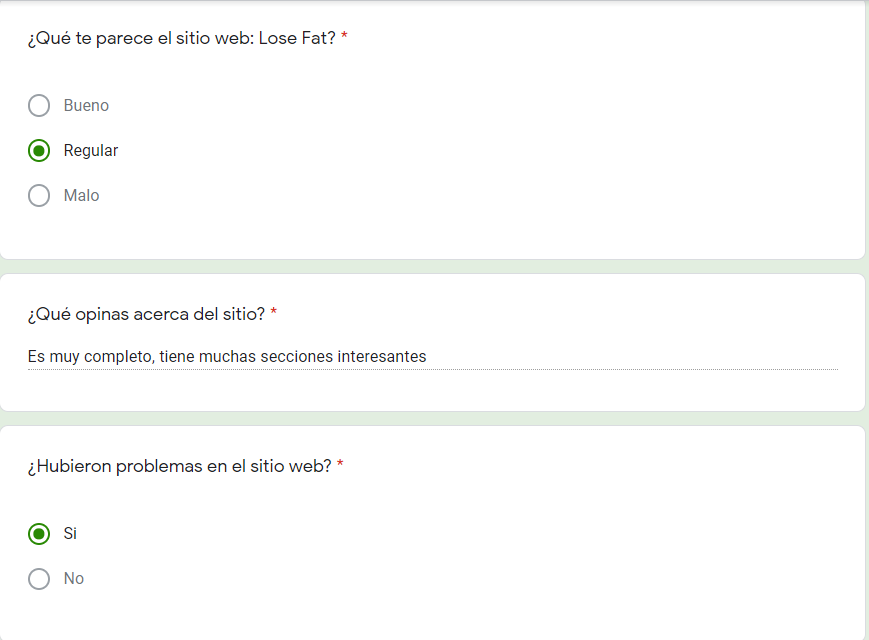 ¿Qué te parece el sitio web: Lose Fat? *
Bueno
Regular
Malo
¿Qué opinas acerca del sitio? *
Es muy completo, tiene muchas secciones interesantes
¿Hubieron problemas en el sitio web? *
Si
No